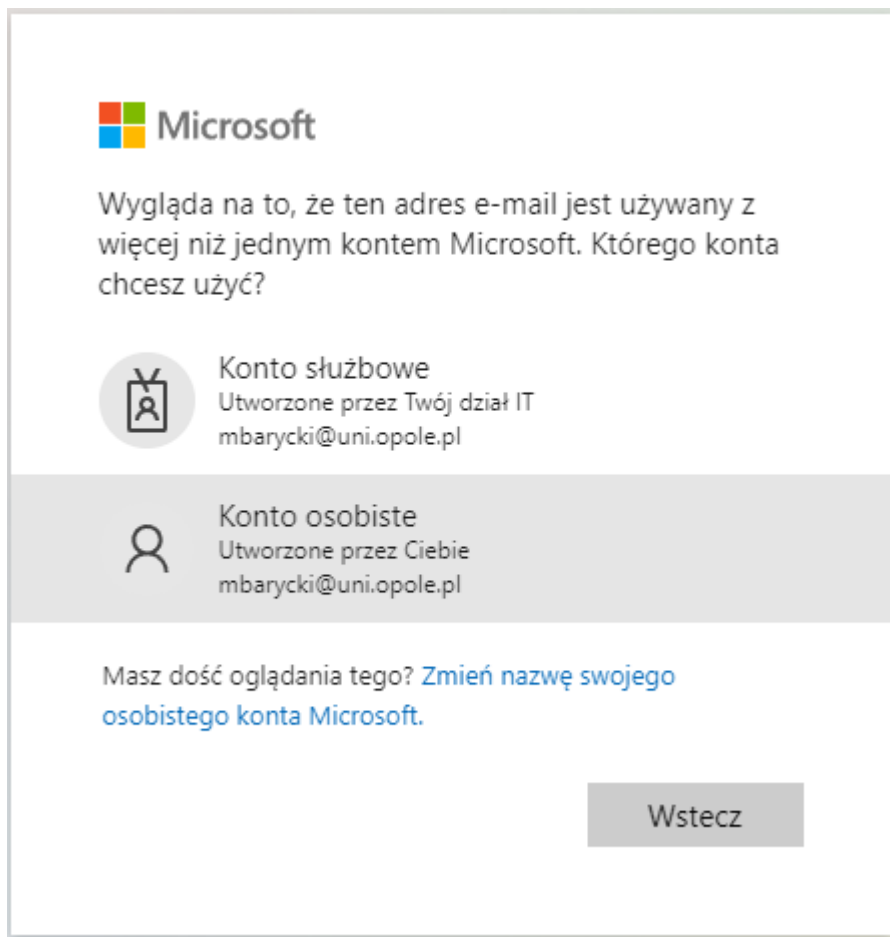 Microsoft
Wygląda na to, że ten adres e-mail jest używany z
więcej niż jednym kontem Microsoft. Którego konta
chcesz użyć?
Konto służbowe
Utworzone przez Twój dział IT
mbarycki@uni.opole.pl
Konto osobiste
Utworzone przez Ciebie
mbarycki@uni.opole.pl
Masz dość oglądania tego? Zmień nazwę swojego
osobistego konta Microsoft.
Wstecz